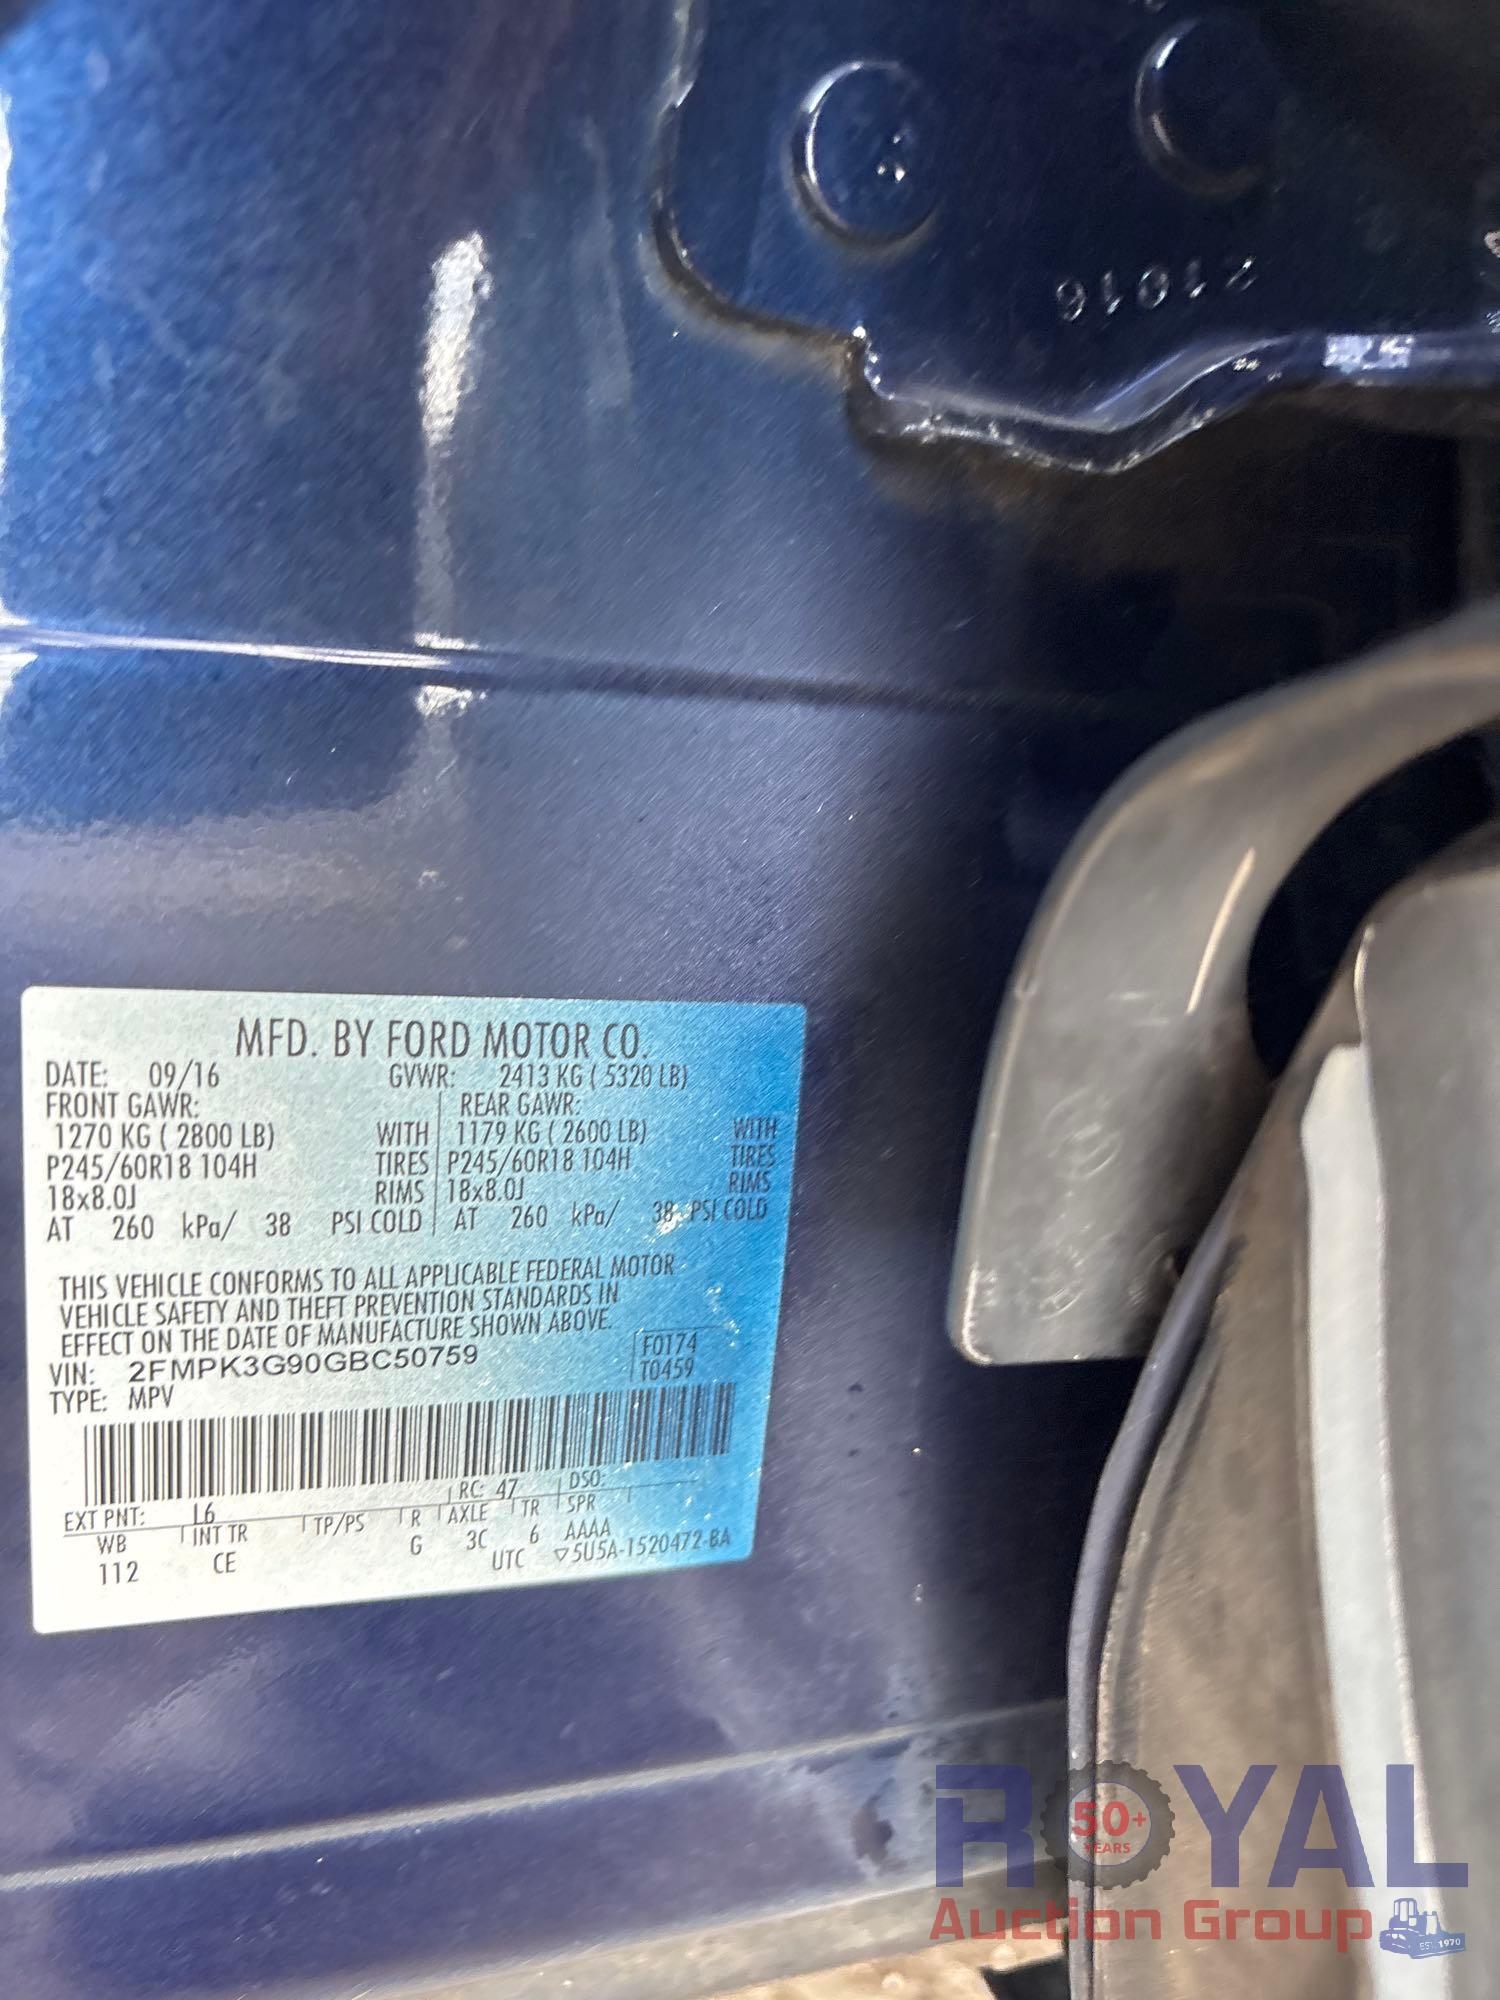 21016
MFD. BY FORD MOTOR CO.
DATE: 09/16 GVWR: 2413 KG ( 5320 LB)
FRONT GAWR: REAR GAWR:
1270 KG ( 2800 LB) WITH 1179 KG ( 2600 LB) WITH
P245/60R18 104H TIRES P245/60R18 104H TIRES
18x8.0J RIMS 18x8.0J RIMS
AT 260 kPa/ 38 PSI COLD AT 260 kPa/ 38 PSI COLD
THIS VEHICLE CONFORMS TO ALL APPLICABLE FEDERAL MOTOR
VEHICLE SAFETY AND THEFT PREVENTION STANDARDS IN
EFFECT ON THE DATE OF MANUFACTURE SHOWN ABOVE.
VIN: 2FMPK3G90GBC50759 F0174
TYPE: MPV T0459
EXT PNT: L6 RC: 47 DSO:
WB INT TR TP/PS R AXLE TR SPR
112 CE G 3C 6 AAAA
UTC ▽5U5A-1520472-BA
ROYAL
50+
YEARS
Auction Group
EST. 1970